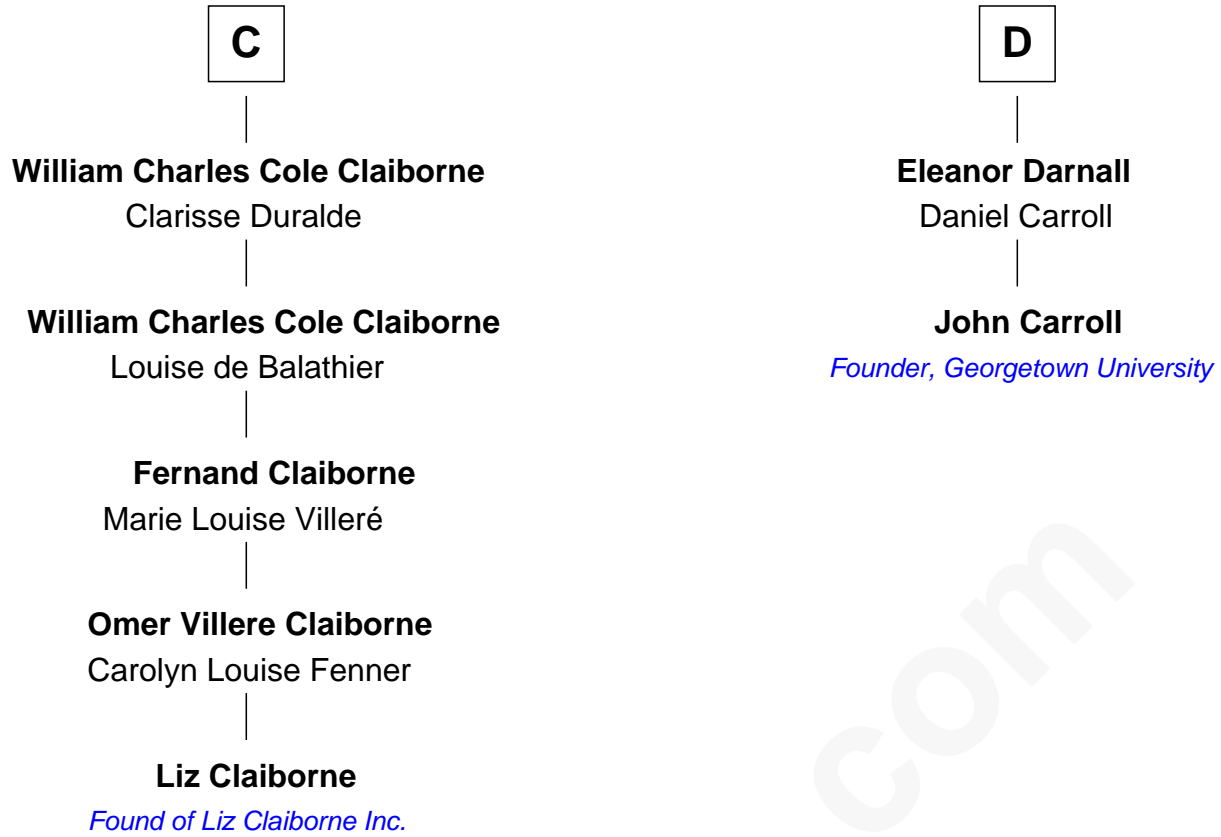 C
William Charles Cole Claiborne
Clarisse Duralde
William Charles Cole Claiborne
Louise de Balathier
Fernand Claiborne
Marie Louise Villeré
Omer Villere Claiborne
Carolyn Louise Fenner
Liz Claiborne
Found of Liz Claiborne Inc.
D
Eleanor Darnall
Daniel Carroll
John Carroll
Founder, Georgetown University
com